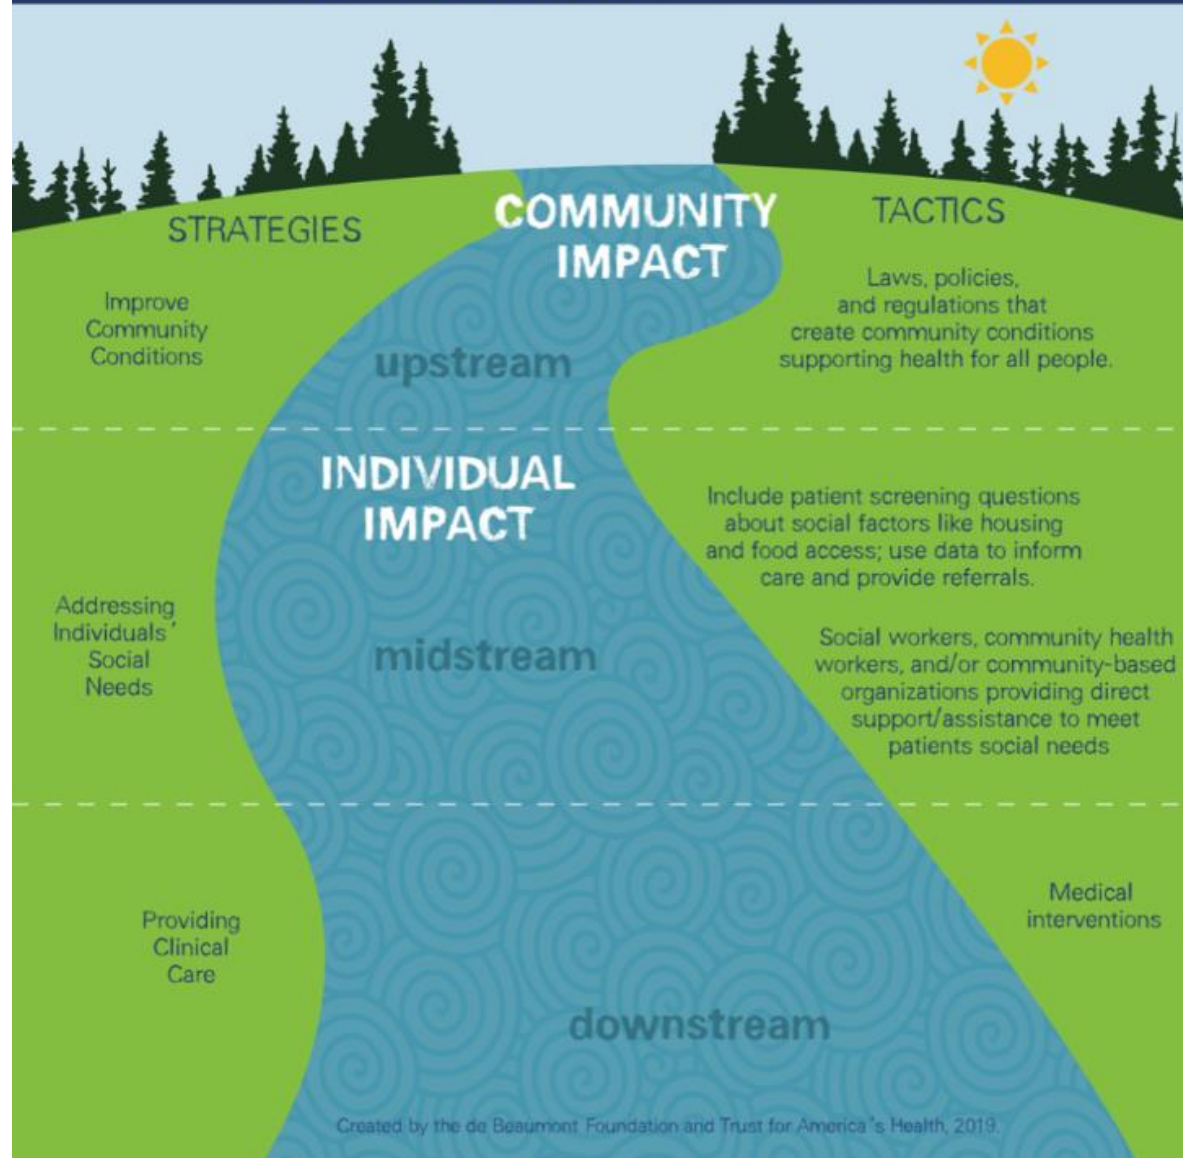 STRATEGIES
COMMUNITY
IMPACT
TACTICS
Improve
Community
Conditions
upstream
Laws, policies,
and regulations that
create community conditions
supporting health for all people.
INDIVIDUAL
IMPACT
Addressing
Individuals'
Social
Needs
midstream
Include patient screening questions
about social factors like housing
and food access; use data to inform
care and provide referrals.
Social workers, community health
workers, and/or community-based
organizations providing direct
support/assistance to meet
patients social needs
Providing
Clinical
Care
downstream
Medical
interventions
Created by the de Beaumont Foundation and Trust for America's Health, 2019.